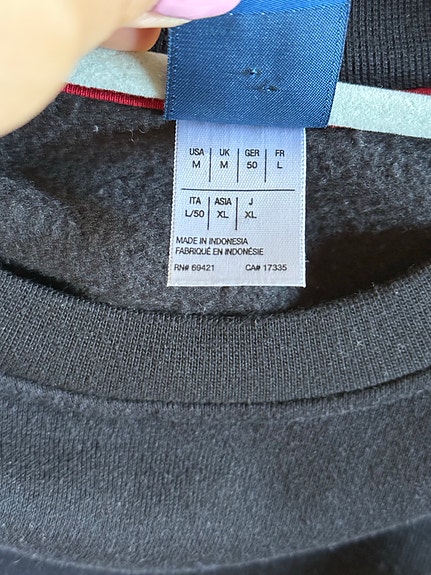 USA UK GER FR
M M 50 L
ITA ASIA J
L/50 XL XL
MADE IN INDONESIA
FABRIQUÉ EN INDONÉSIE
RN# 69421 CA# 17335